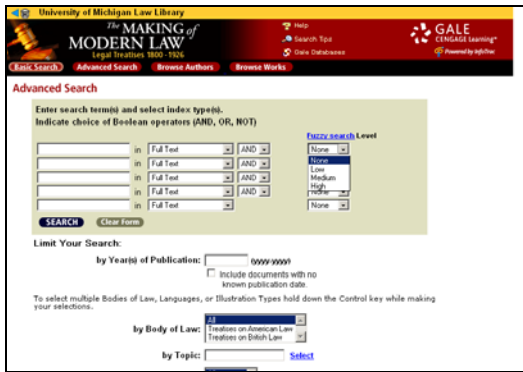 University of Michigan Law Library
The MAKING of
MODERN LAW
Legal Treatises 1800 - 1926
Help
Search Tips
Gale Databases
GALE
CENGAGE Learning
Powered by InfoTrac
Basic Search Advanced Search Browse Authors Browse Works
Advanced Search
Enter search term(s) and select index type(s).
Indicate choice of Boolean operators (AND, OR, NOT)
Fuzzy search Level
in Full Text AND None
in Full Text AND None
in Full Text AND Low
Medium
in Full Text AND High
None
in Full Text None
SEARCH Clear Form
Limit Your Search:
by Year(s) of Publication: (yyyy-yyyy)
Include documents with no
known publication date.
To select multiple Bodies of Law, Languages, or Illustration Types hold down the Control key while making
your selections.
by Body of Law: All
Treatises on American Law
Treatises on British Law
by Topic: Select